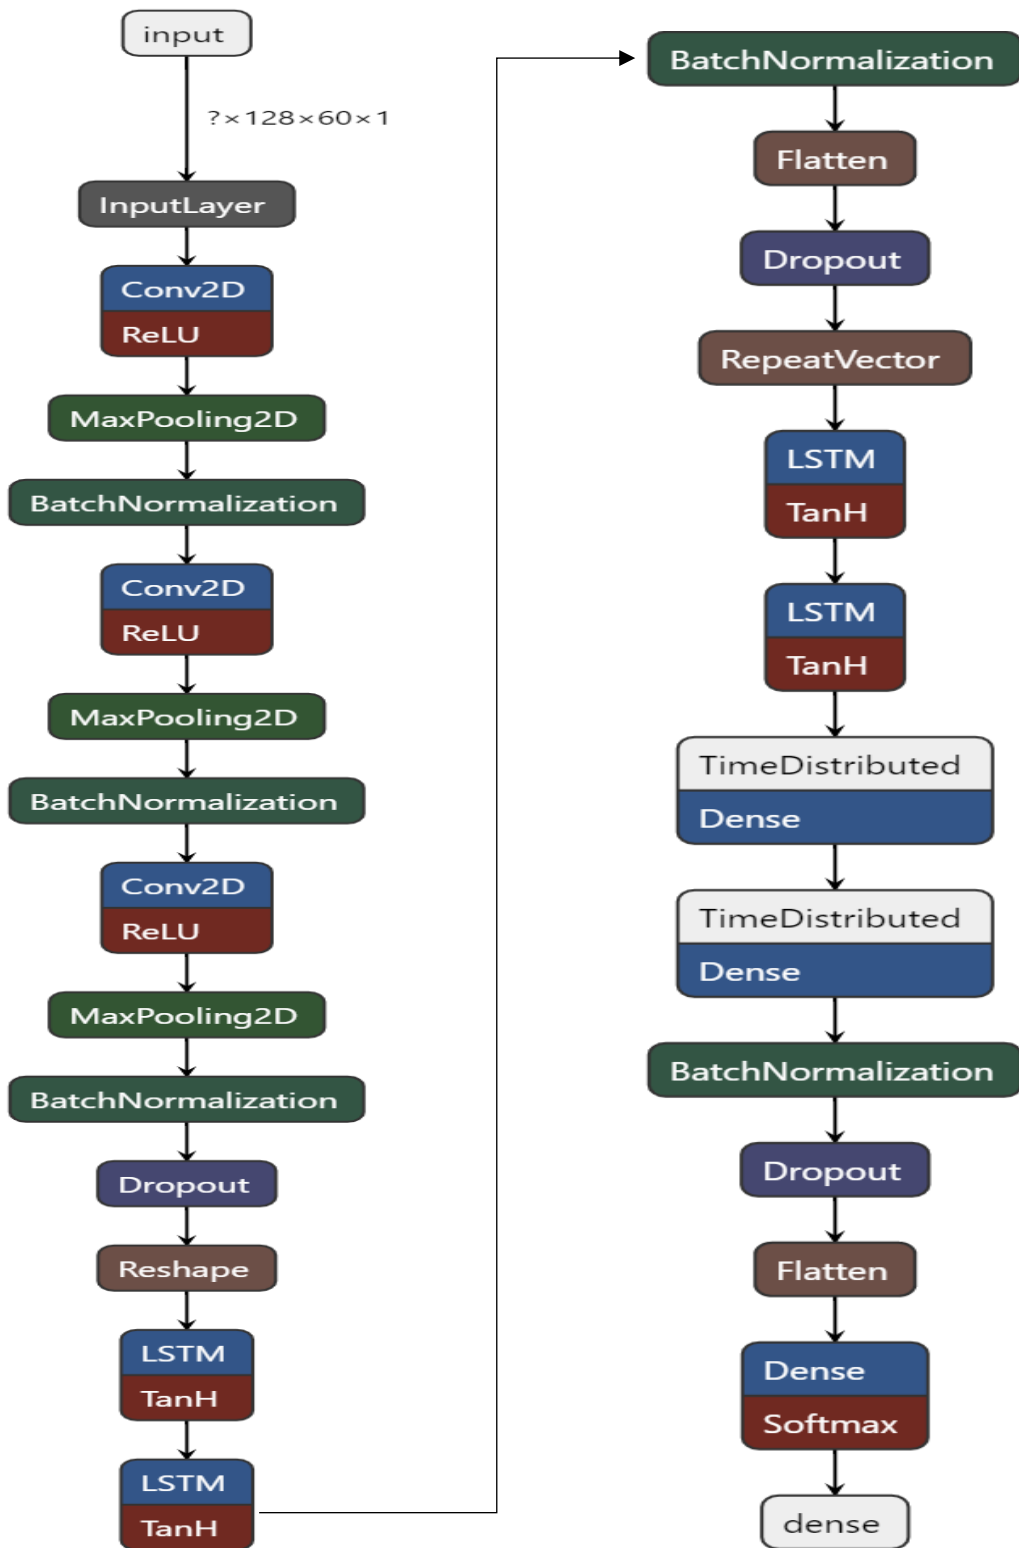 input
?×128×60×1
InputLayer
Conv2D
ReLU
MaxPooling2D
BatchNormalization
Conv2D
ReLU
MaxPooling2D
BatchNormalization
Conv2D
ReLU
MaxPooling2D
BatchNormalization
Dropout
Reshape
LSTM
TanH
LSTM
TanH
BatchNormalization
Flatten
Dropout
RepeatVector
LSTM
TanH
LSTM
TanH
TimeDistributed
Dense
TimeDistributed
Dense
BatchNormalization
Dropout
Flatten
Dense
Softmax
dense